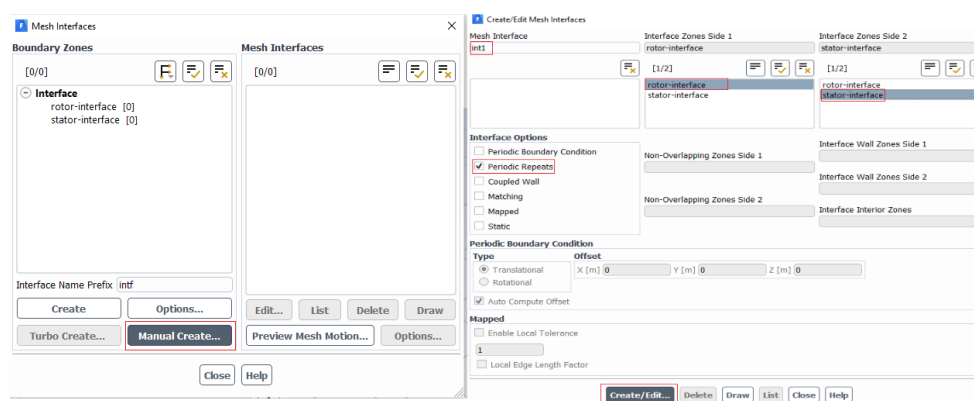 Mesh Interfaces
Boundary Zones
[0/0]
Interface
rotor-interface [0]
stator-interface [0]
Interface Name Prefix intf
Create Options...
Turbo Create... Manual Create...
Mesh Interfaces
[0/0]
Edit... List Delete Draw
Preview Mesh Motion... Options...
Close Help
Create/Edit Mesh Interfaces
Mesh Interface
int1
Interface Zones Side 1
rotor-interface
[1/2]
rotor-interface
stator-interface
Interface Zones Side 2
stator-interface
[1/2]
rotor-interface
stator-interface
Interface Options
Periodic Boundary Condition
Periodic Repeats
Coupled Wall
Matching
Mapped
Static
Non-Overlapping Zones Side 1
Non-Overlapping Zones Side 2
Interface Wall Zones Side 1
Interface Wall Zones Side 2
Interface Interior Zones
Periodic Boundary Condition
Type
Translational
Rotational
Offset
X [m] 0 Y [m] 0 Z [m] 0
Auto Compute Offset
Mapped
Enable Local Tolerance
1
Local Edge Length Factor
Create/Edit... Delete Draw List Close Help